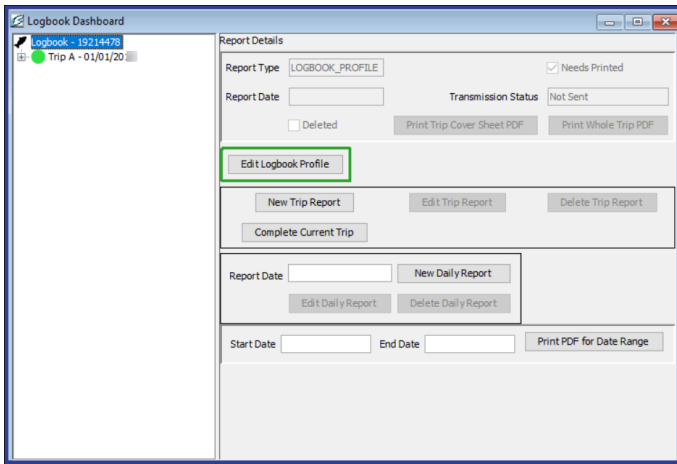 Logbook Dashboard
Logbook - 19214478
Trip A - 01/01/20
Report Details
Report Type LOGBOOK_PROFILE Needs Printed
Report Date Transmission Status Not Sent
Deleted Print Trip Cover Sheet PDF Print Whole Trip PDF
Edit Logbook Profile
New Trip Report Edit Trip Report Delete Trip Report
Complete Current Trip
Report Date New Daily Report
Edit Daily Report Delete Daily Report
Start Date End Date Print PDF for Date Range